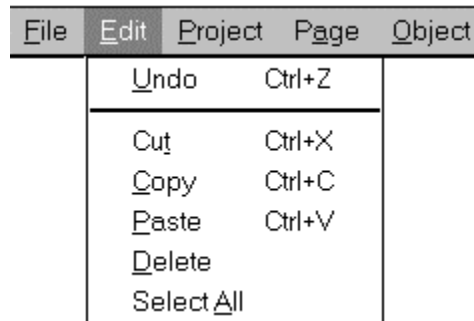 File Edit Project Page Object
Undo Ctrl+Z
Cut Ctrl+X
Copy Ctrl+C
Paste Ctrl+V
Delete
Select All